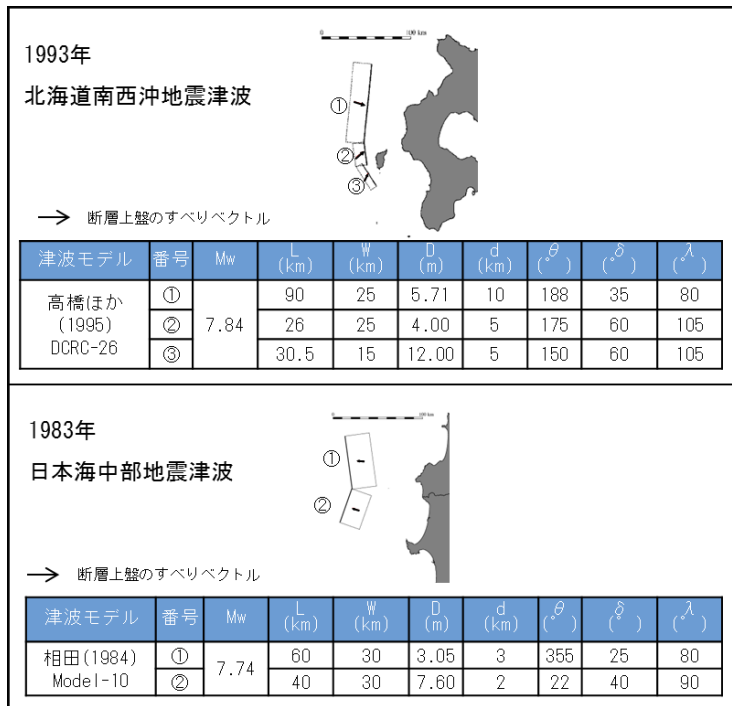 1993年
北海道南西沖地震津波
0 100 km
①
②
③
→ 断層上盤のすべりベクトル
津波モデル 番号 Mw L(km) W(km) D(m) d(km) θ(°) δ(°) λ(°)
高橋ほか(1995) DCRC-26 7.84
① 90 25 5.71 10 188 35 80
② 26 25 4.00 5 175 60 105
③ 30.5 15 12.00 5 150 60 105
1983年
日本海中部地震津波
①
②
→ 断層上盤のすべりベクトル
津波モデル 番号 Mw L(km) W(km) D(m) d(km) θ(°) δ(°) λ(°)
相田(1984) Model-10 7.74
① 60 30 3.05 3 355 25 80
② 40 30 7.60 2 22 40 90